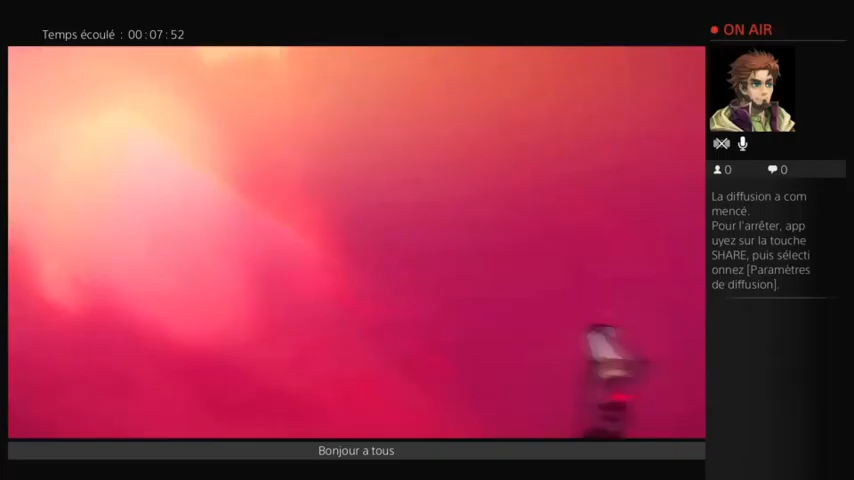 Temps écoulé : 00:07:52
ON AIR
0
0
La diffusion a com
mencé.
Pour l'arrêter, app
uyez sur la touche
SHARE, puis sélecti
onnez [Paramètres
de diffusion].
Bonjour a tous